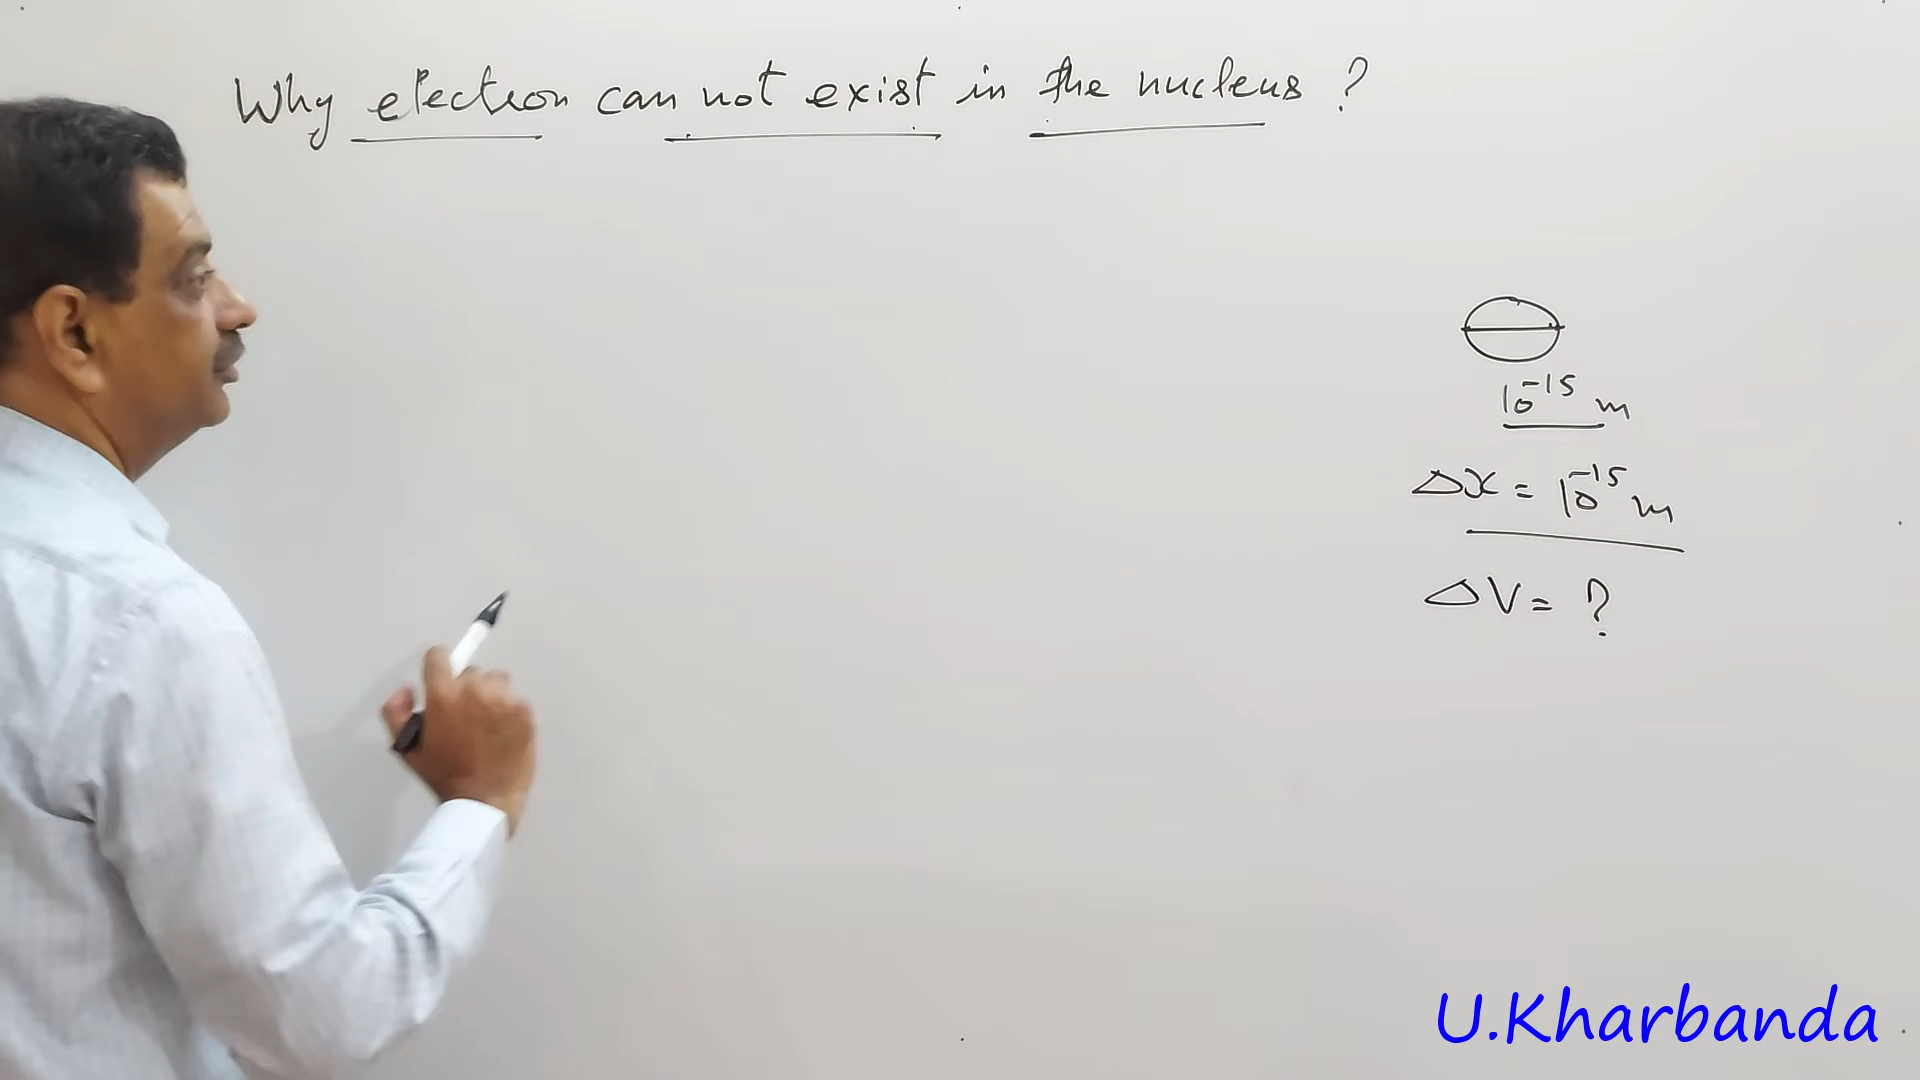 Why electron can not exist in the nucleus ?
10⁻¹⁵ m
Δx = 10⁻¹⁵ m
ΔV = ?
U.Kharbanda